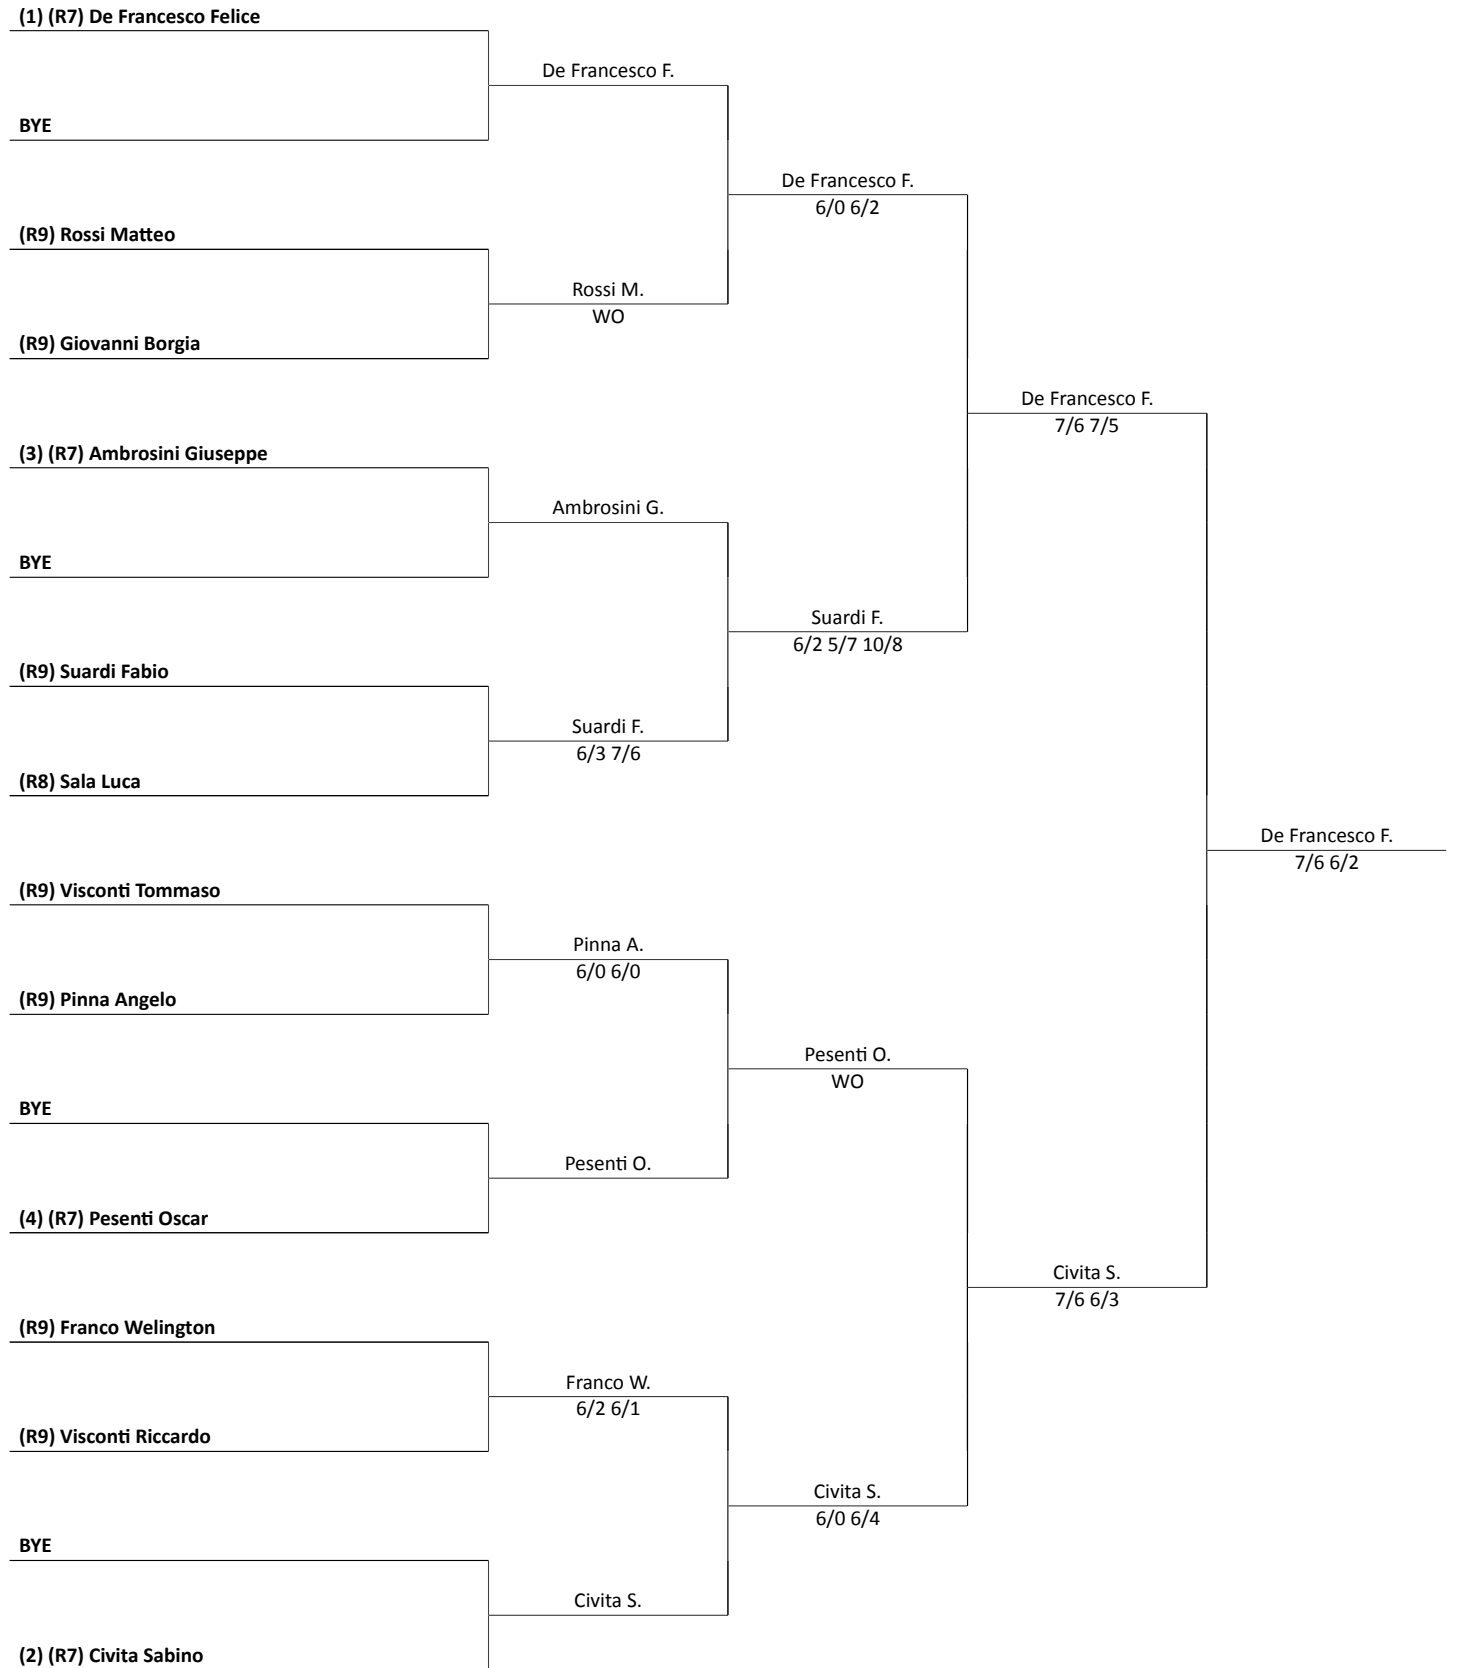 (1) (R7) De Francesco Felice
De Francesco F.
BYE
De Francesco F.
6/0 6/2
(R9) Rossi Matteo
Rossi M.
WO
(R9) Giovanni Borgia
De Francesco F.
7/6 7/5
(3) (R7) Ambrosini Giuseppe
Ambrosini G.
BYE
Suardi F.
6/2 5/7 10/8
(R9) Suardi Fabio
Suardi F.
6/3 7/6
(R8) Sala Luca
De Francesco F.
7/6 6/2
(R9) Visconti Tommaso
Pinna A.
6/0 6/0
(R9) Pinna Angelo
Pesenti O.
WO
BYE
Pesenti O.
(4) (R7) Pesenti Oscar
Civita S.
7/6 6/3
(R9) Franco Welington
Franco W.
6/2 6/1
(R9) Visconti Riccardo
Civita S.
6/0 6/4
BYE
Civita S.
(2) (R7) Civita Sabino